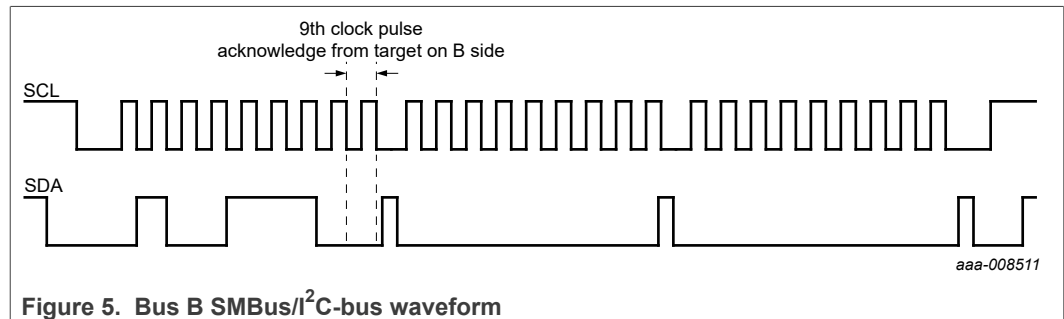 9th clock pulse
acknowledge from target on B side
SCL
SDA
aaa-008511
Figure 5. Bus B SMBus/I²C-bus waveform